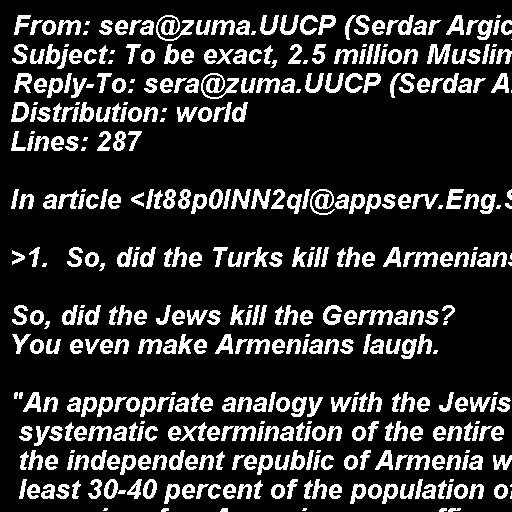 From: sera@zuma.UUCP (Serdar Argic
Subject: To be exact, 2.5 million Muslim
Reply-To: sera@zuma.UUCP (Serdar A
Distribution: world
Lines: 287
In article <lt88p0INN2ql@appserv.Eng.S
>1.  So, did the Turks kill the Armenians
So, did the Jews kill the Germans?
You even make Armenians laugh.
"An appropriate analogy with the Jewis
systematic extermination of the entire
the independent republic of Armenia w
least 30-40 percent of the population of